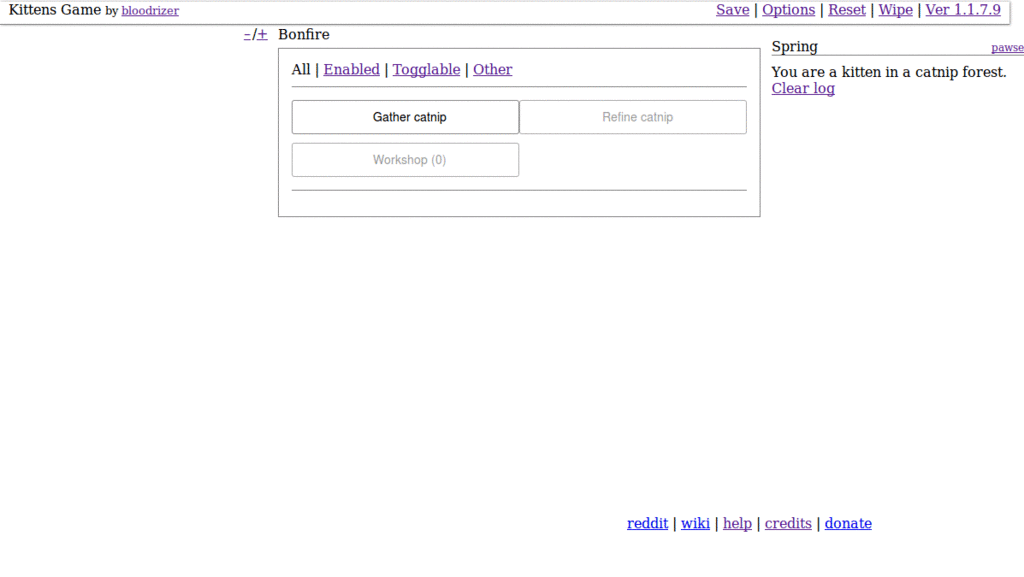 Kittens Game by bloodrizer
Save | Options | Reset | Wipe | Ver 1.1.7.9
-/+ Bonfire
All | Enabled | Togglable | Other
Gather catnip
Refine catnip
Workshop (0)
Spring
pawse
You are a kitten in a catnip forest.
Clear log
reddit | wiki | help | credits | donate